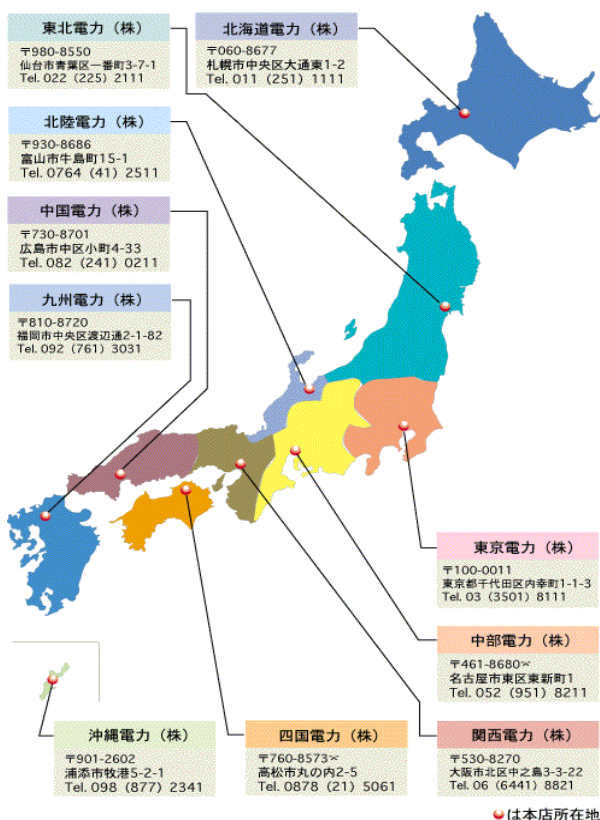 東北電力（株）
〒980-8550
仙台市青葉区一番町3-7-1
Tel. 022（225）2111
北海道電力（株）
〒060-8677
札幌市中央区大通東1-2
Tel. 011（251）1111
北陸電力（株）
〒930-8686
富山市牛島町15-1
Tel. 0764（41）2511
中国電力（株）
〒730-8701
広島市中区小町4-33
Tel. 082（241）0211
九州電力（株）
〒810-8720
福岡市中央区渡辺通2-1-82
Tel. 092（761）3031
東京電力（株）
〒100-0011
東京都千代田区内幸町1-1-3
Tel. 03（3501）8111
中部電力（株）
〒461-8680
名古屋市東区東新町1
Tel. 052（951）8211
沖縄電力（株）
〒901-2602
浦添市牧港5-2-1
Tel. 098（877）2341
四国電力（株）
〒760-8573
高松市丸の内2-5
Tel. 0878（21）5061
関西電力（株）
〒530-8270
大阪市北区中之島3-3-22
Tel. 06（6441）8821
は本店所在地